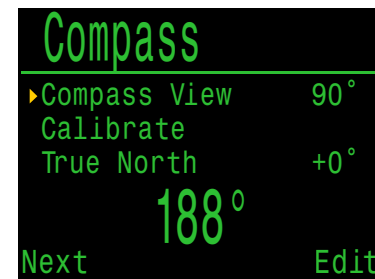 Compass
Compass View 90°
Calibrate
True North +0°
188°
Next Edit